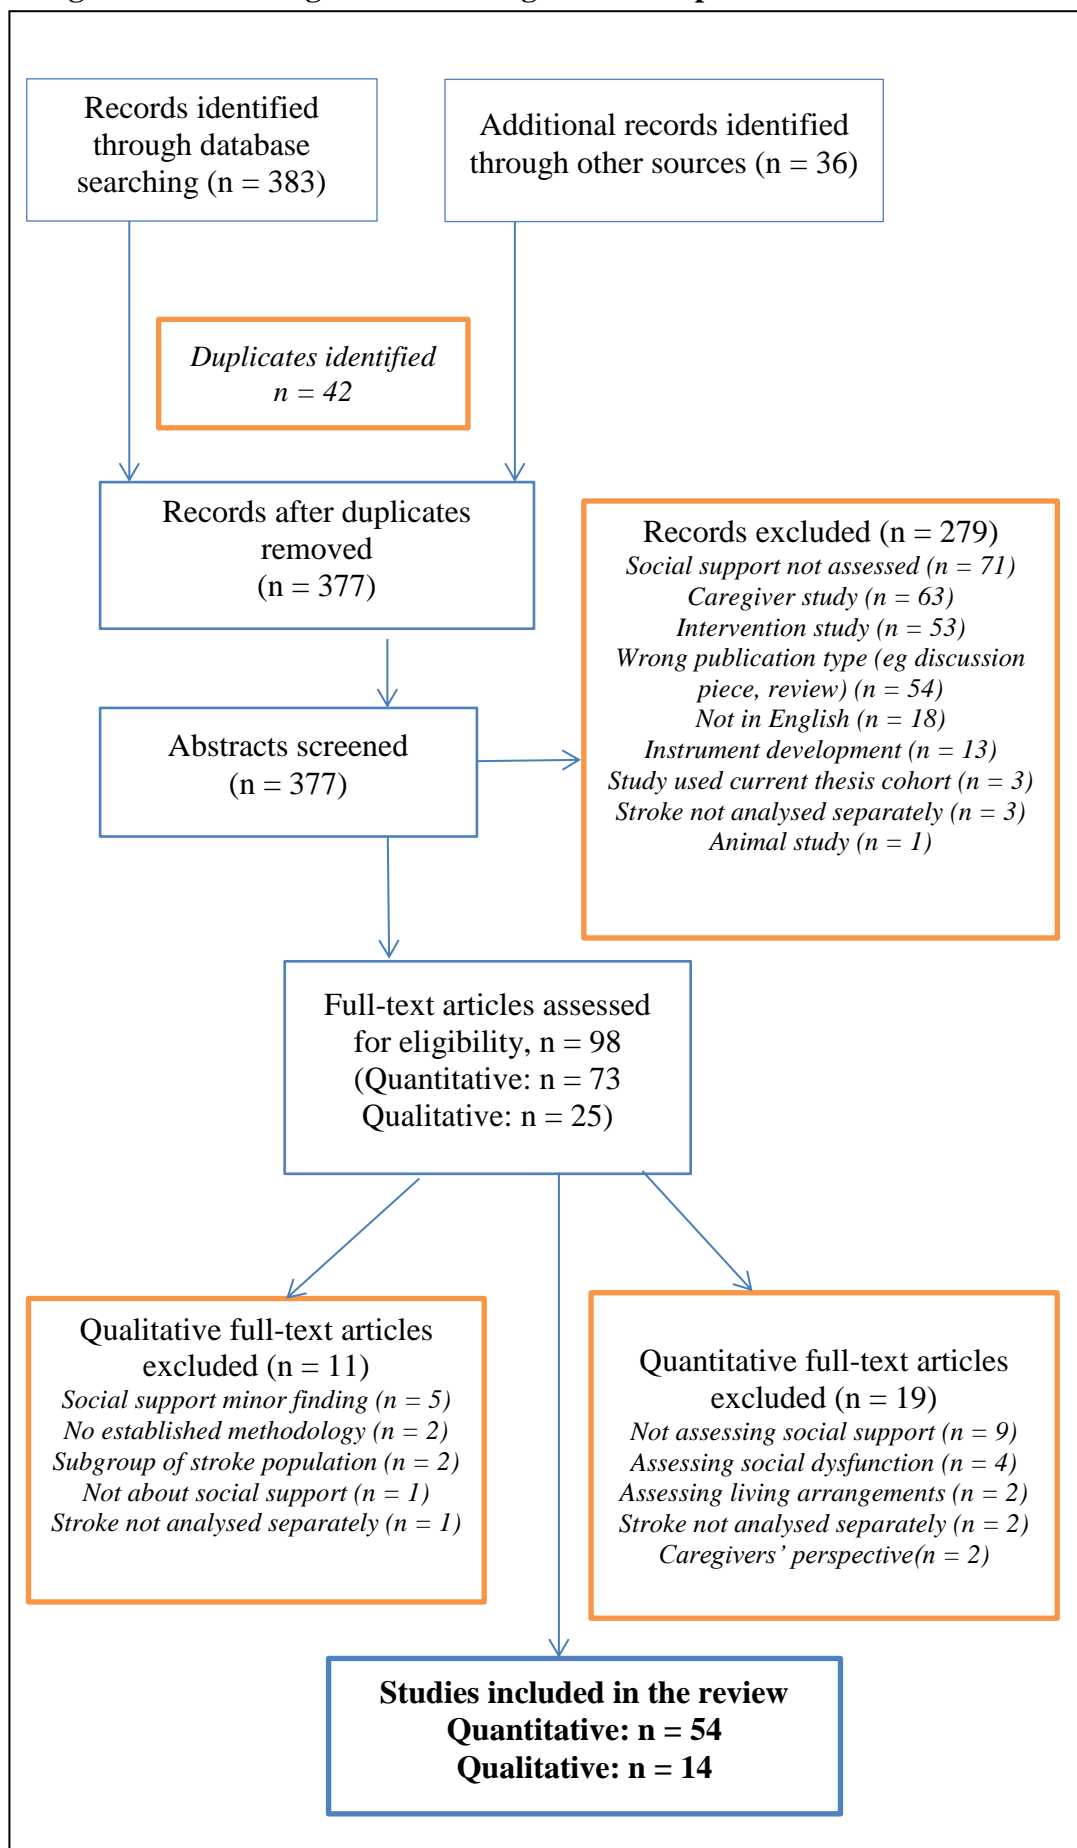 Records identified
through database
searching (n = 383)
Additional records identified
through other sources (n = 36)
Duplicates identified
n = 42
Records after duplicates
removed
(n = 377)
Records excluded (n = 279)
Social support not assessed (n = 71)
Caregiver study (n = 63)
Intervention study (n = 53)
Wrong publication type (eg discussion
piece, review) (n = 54)
Not in English (n = 18)
Instrument development (n = 13)
Study used current thesis cohort (n = 3)
Stroke not analysed separately (n = 3)
Animal study (n = 1)
Abstracts screened
(n = 377)
Full-text articles assessed
for eligibility, n = 98
(Quantitative: n = 73
Qualitative: n = 25)
Qualitative full-text articles
excluded (n = 11)
Social support minor finding (n = 5)
No established methodology (n = 2)
Subgroup of stroke population (n = 2)
Not about social support (n = 1)
Stroke not analysed separately (n = 1)
Quantitative full-text articles
excluded (n = 19)
Not assessing social support (n = 9)
Assessing social dysfunction (n = 4)
Assessing living arrangements (n = 2)
Stroke not analysed separately (n = 2)
Caregivers’ perspective(n = 2)
Studies included in the review
Quantitative: n = 54
Qualitative: n = 14